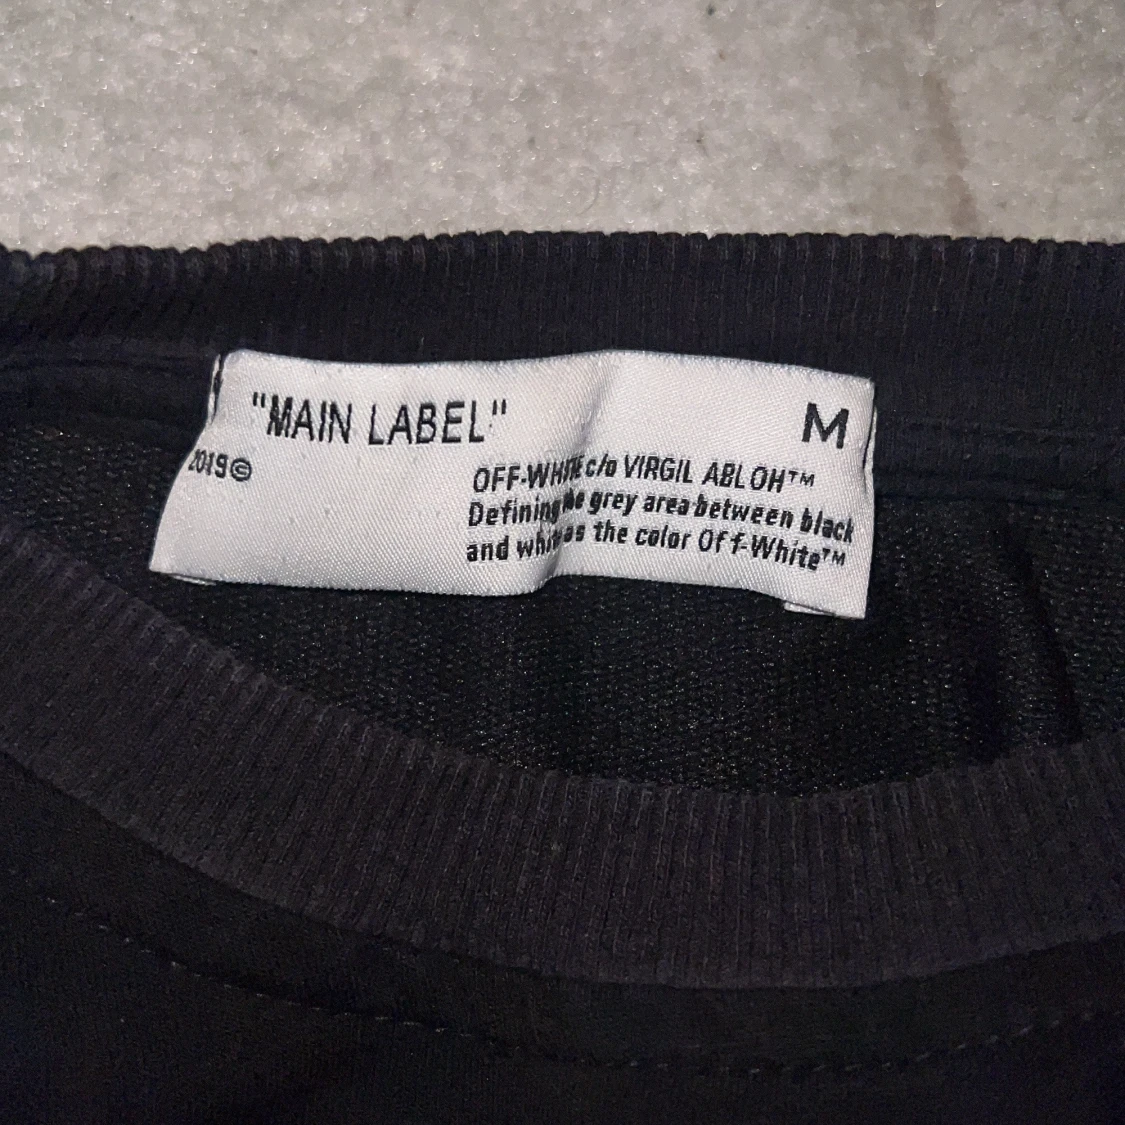 "MAIN LABEL"
M
2019©
OFF-WHITE c/o VIRGIL ABLOH™
Defining the grey area between black
and white as the color Off-White™